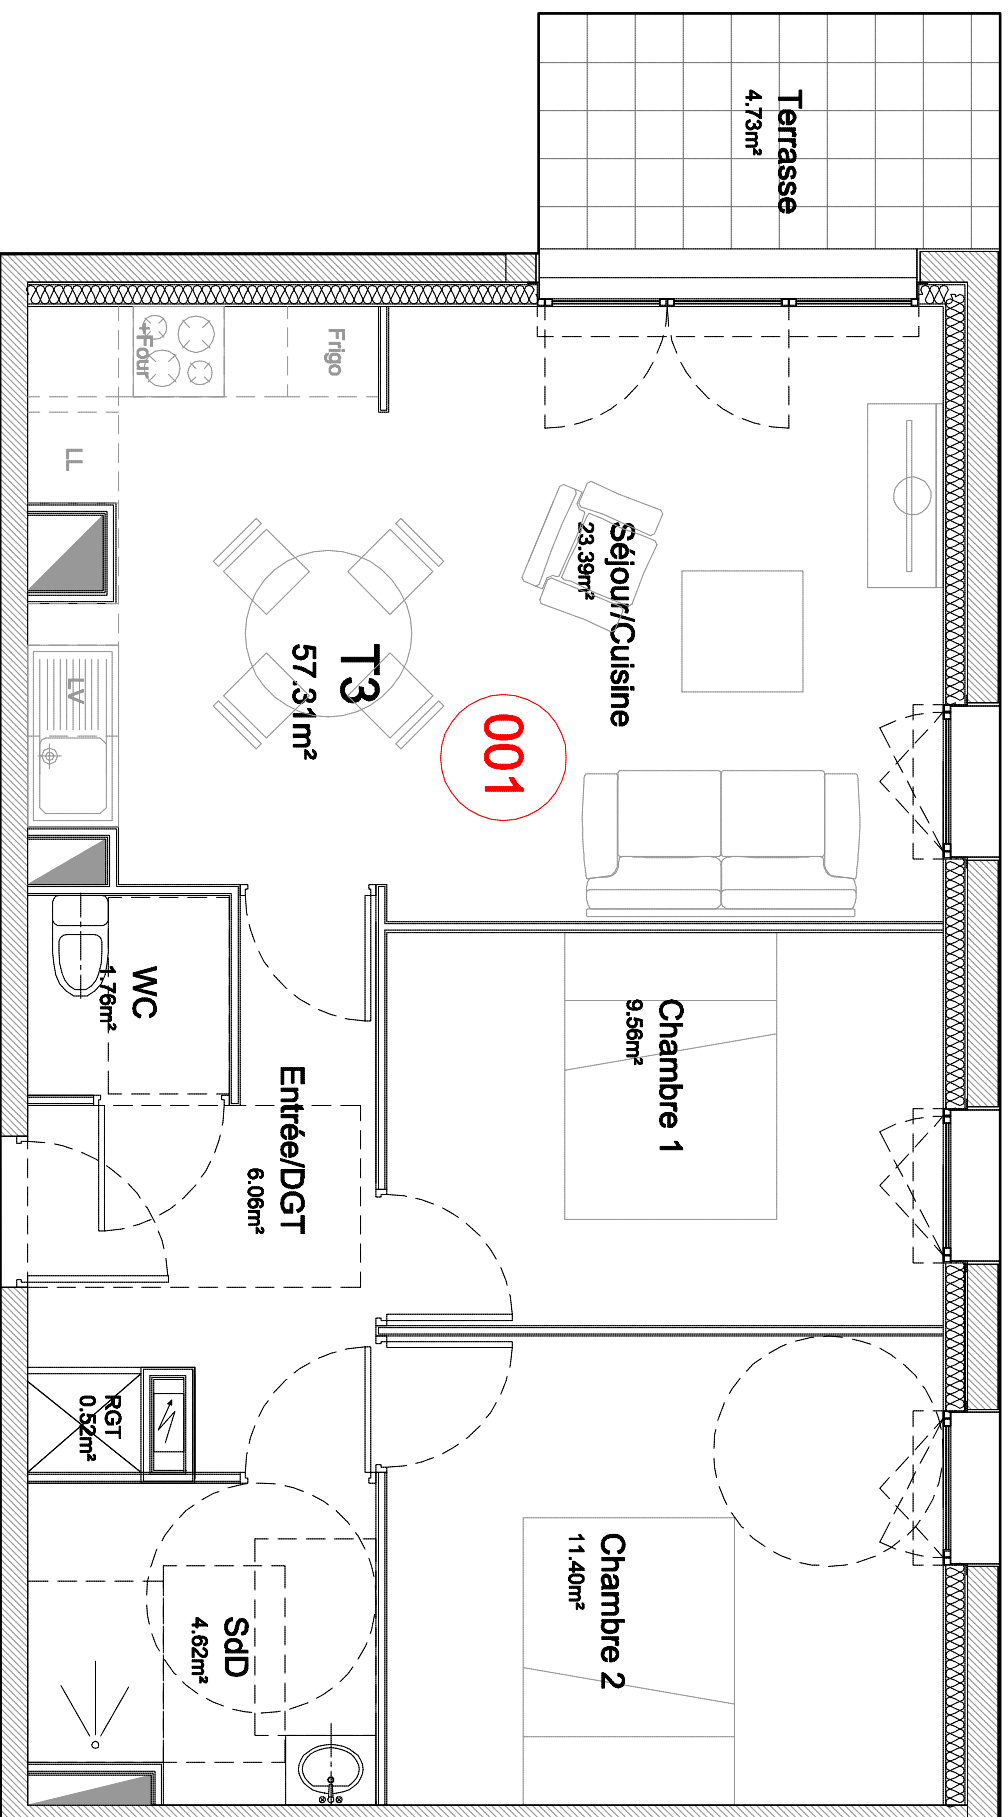 Terrasse
4.73m²
Frigo
+Four
LL
LV
Séjour/Cuisine
23.39m²
T3
57.31m²
001
WC
1.76m²
Chambre 1
9.56m²
Entrée/DGT
6.06m²
RGT
0.52m²
Chambre 2
11.40m²
SdD
4.62m²